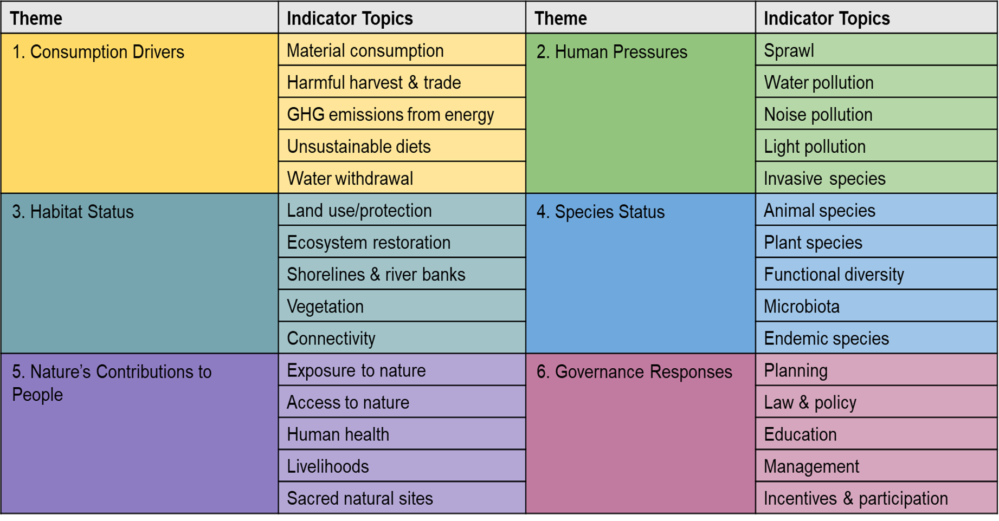 Theme
Indicator Topics
Theme
Indicator Topics
1. Consumption Drivers
Material consumption
Harmful harvest & trade
GHG emissions from energy
Unsustainable diets
Water withdrawal
2. Human Pressures
Sprawl
Water pollution
Noise pollution
Light pollution
Invasive species
3. Habitat Status
Land use/protection
Ecosystem restoration
Shorelines & river banks
Vegetation
Connectivity
4. Species Status
Animal species
Plant species
Functional diversity
Microbiota
Endemic species
5. Nature’s Contributions to
People
Exposure to nature
Access to nature
Human health
Livelihoods
Sacred natural sites
6. Governance Responses
Planning
Law & policy
Education
Management
Incentives & participation